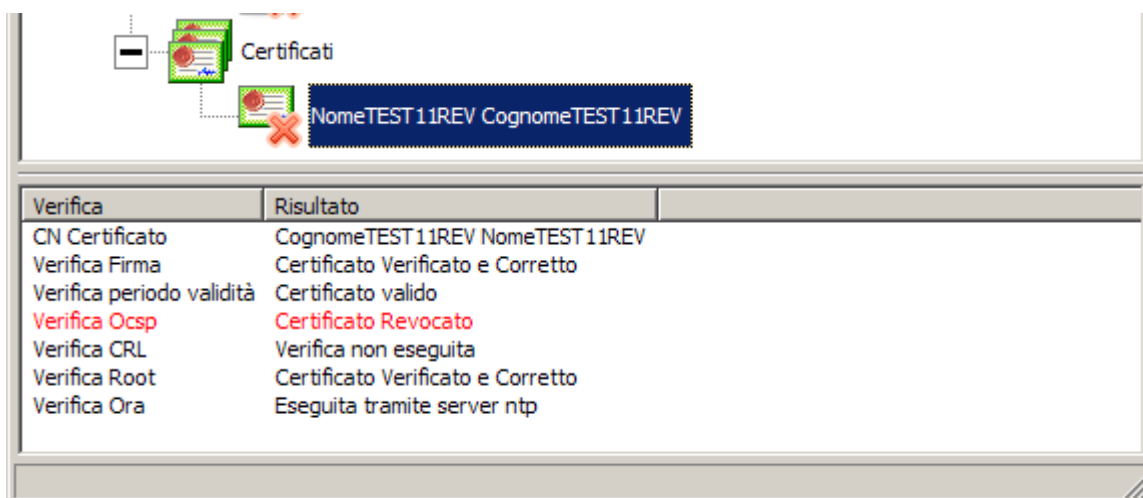 Certificati
NomeTEST11REV CognomeTEST11REV
Verifica Risultato
CN Certificato CognomeTEST11REV NomeTEST11REV
Verifica Firma Certificato Verificato e Corretto
Verifica periodo validità Certificato valido
Verifica Ocsp Certificato Revocato
Verifica CRL Verifica non eseguita
Verifica Root Certificato Verificato e Corretto
Verifica Ora Eseguita tramite server ntp